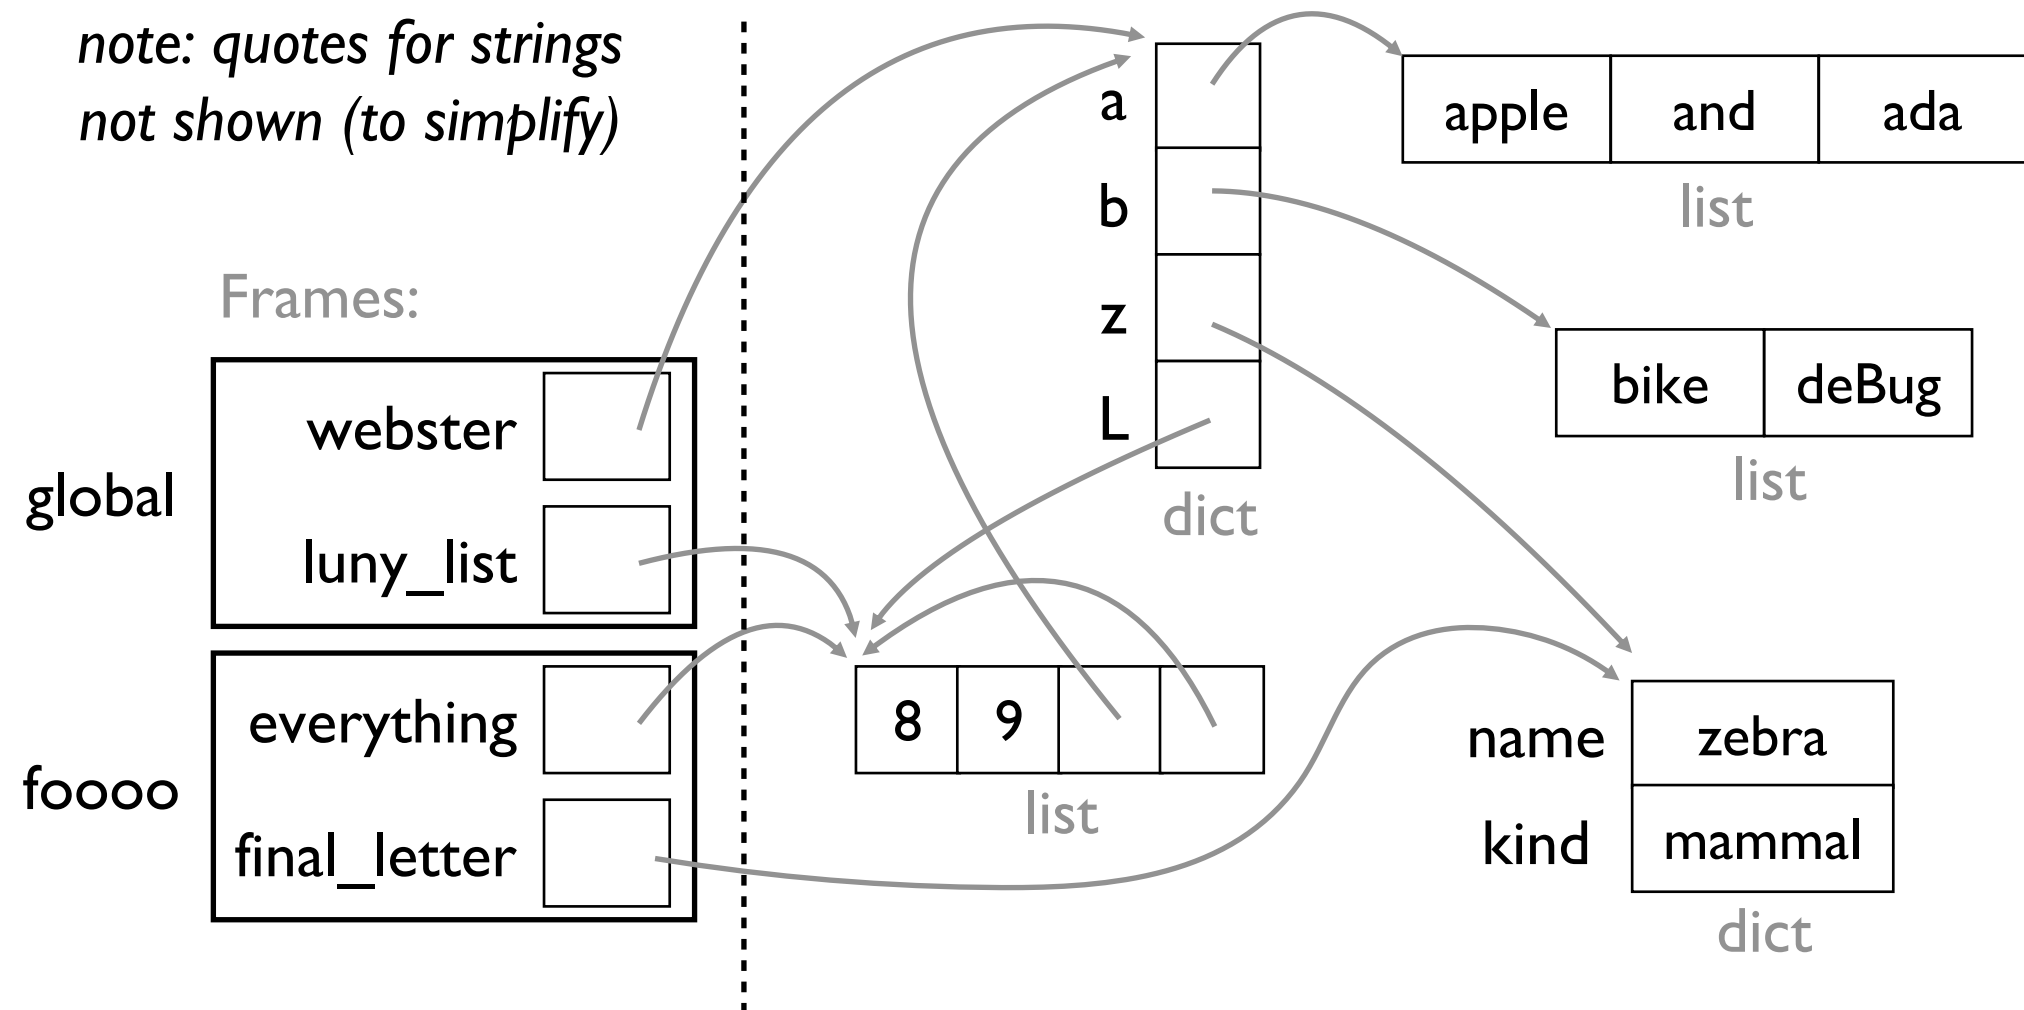 note: quotes for strings
not shown (to simplify)
Frames:
global
webster
luny_list
foooo
everything
final_letter
a
b
z
L
dict
apple and ada
list
bike deBug
list
8 9
list
name zebra
kind mammal
dict